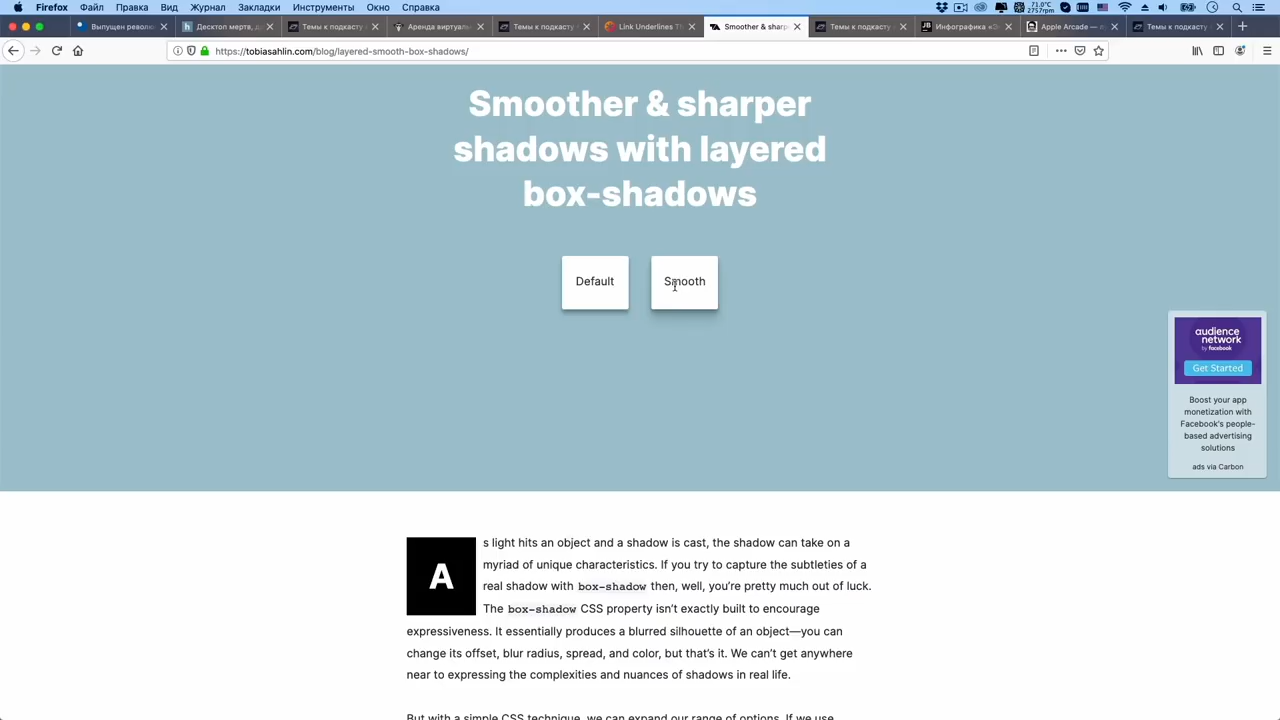 Firefox Файл Правка Вид Журнал Закладки Инструменты Окно Справка
71.0°C
2757rpm
Выпущен револю
Десктоп мертв, д
Темы к подкасту
Аренда виртуаль
Темы к подкасту
Link Underlines Th
Smoother & sharp
Темы к подкасту
Инфографика «Э
Apple Arcade — л
Темы к подкасту
https://tobiasahlin.com/blog/layered-smooth-box-shadows/
Smoother & sharper
shadows with layered
box-shadows
Default
Smooth
audience
network
by facebook
Get Started
Boost your app
monetization with
Facebook's people-
based advertising
solutions
ads via Carbon
A
s light hits an object and a shadow is cast, the shadow can take on a
myriad of unique characteristics. If you try to capture the subtleties of a
real shadow with box-shadow then, well, you’re pretty much out of luck.
The box-shadow CSS property isn’t exactly built to encourage
expressiveness. It essentially produces a blurred silhouette of an object—you can
change its offset, blur radius, spread, and color, but that’s it. We can’t get anywhere
near to expressing the complexities and nuances of shadows in real life.
But with a simple CSS technique, we can expand our range of options. If we use